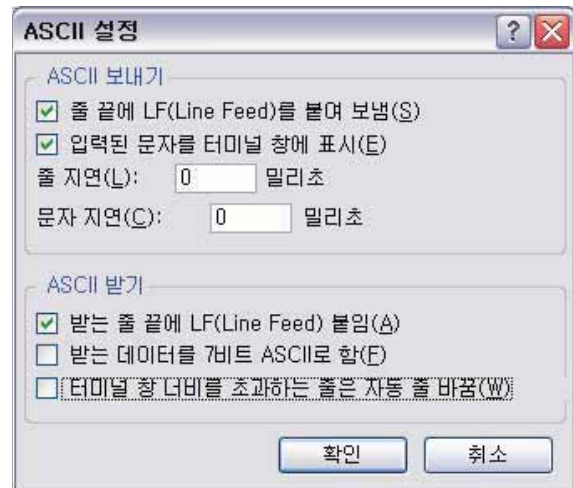 ASCII 설정
ASCII 보내기
줄 끝에 LF(Line Feed)를 붙여 보냄(S)
입력된 문자를 터미널 창에 표시(E)
줄 지연(L): 0 밀리초
문자 지연(C): 0 밀리초
ASCII 받기
받는 줄 끝에 LF(Line Feed) 붙임(A)
받는 데이터를 7비트 ASCII로 함(F)
터미널 창 너비를 초과하는 줄은 자동 줄 바꿈(W)
확인 취소